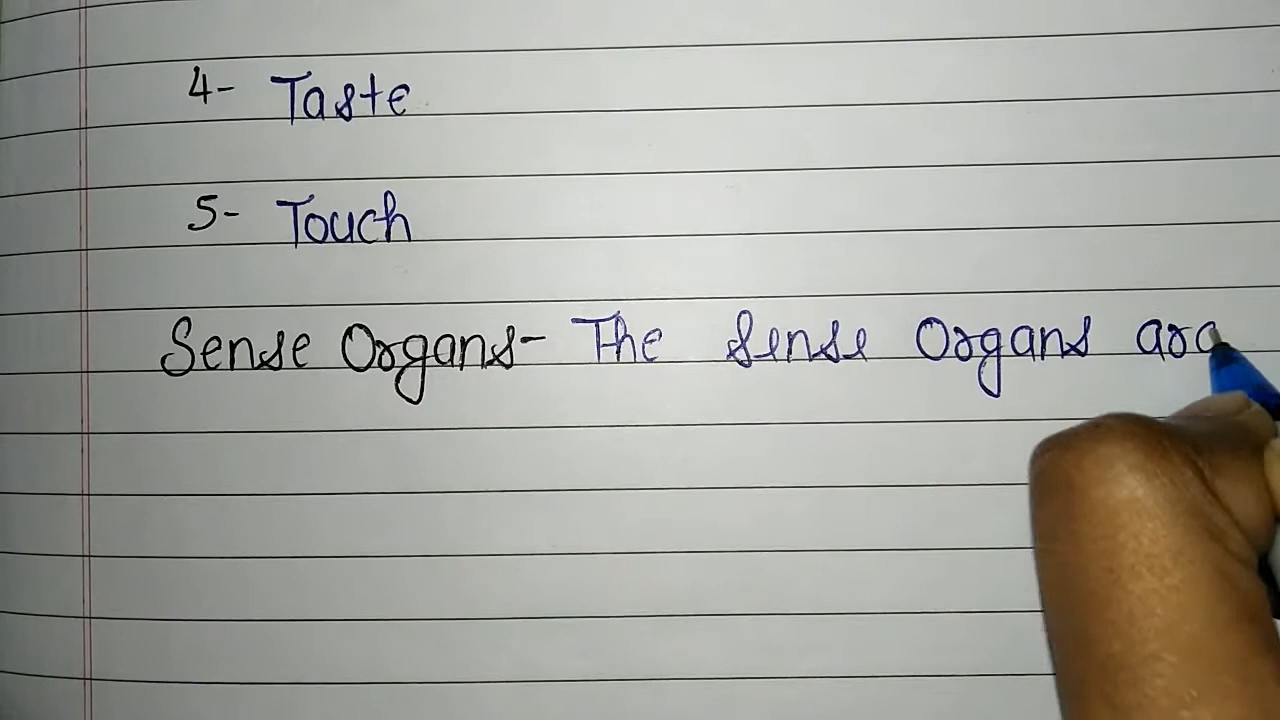 4- Taste
5- Touch
Sense Organs- The Sense Organs are